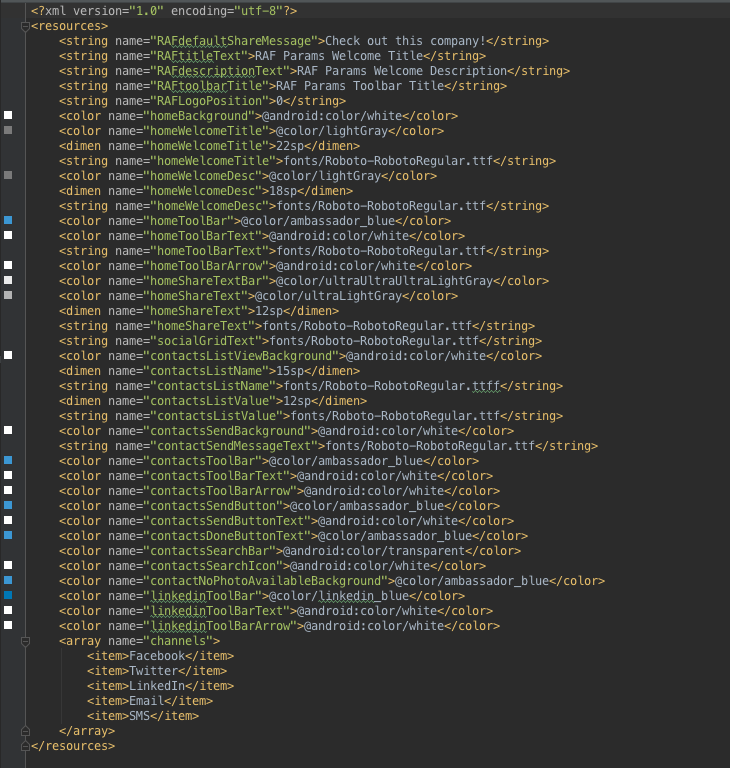 <?xml version="1.0" encoding="utf-8"?>
<resources>
    <string name="RAFdefaultShareMessage">Check out this company!</string>
    <string name="RAFtitleText">RAF Params Welcome Title</string>
    <string name="RAFdescriptionText">RAF Params Welcome Description</string>
    <string name="RAFtoolbarTitle">RAF Params Toolbar Title</string>
    <string name="RAFLogoPosition">0</string>
    <color name="homeBackground">@android:color/white</color>
    <color name="homeWelcomeTitle">@color/lightGray</color>
    <dimen name="homeWelcomeTitle">22sp</dimen>
    <string name="homeWelcomeTitle">fonts/Roboto-RobotoRegular.ttf</string>
    <color name="homeWelcomeDesc">@color/lightGray</color>
    <dimen name="homeWelcomeDesc">18sp</dimen>
    <string name="homeWelcomeDesc">fonts/Roboto-RobotoRegular.ttf</string>
    <color name="homeToolBar">@color/ambassador_blue</color>
    <color name="homeToolBarText">@android:color/white</color>
    <string name="homeToolBarText">fonts/Roboto-RobotoRegular.ttf</string>
    <color name="homeToolBarArrow">@android:color/white</color>
    <color name="homeShareTextBar">@color/ultraUltraUltraLightGray</color>
    <color name="homeShareText">@color/ultraLightGray</color>
    <dimen name="homeShareText">12sp</dimen>
    <string name="homeShareText">fonts/Roboto-RobotoRegular.ttf</string>
    <string name="socialGridText">fonts/Roboto-RobotoRegular.ttf</string>
    <color name="contactsListViewBackground">@android:color/white</color>
    <dimen name="contactsListName">15sp</dimen>
    <string name="contactsListName">fonts/Roboto-RobotoRegular.ttff</string>
    <dimen name="contactsListValue">12sp</dimen>
    <string name="contactsListValue">fonts/Roboto-RobotoRegular.ttf</string>
    <color name="contactsSendBackground">@android:color/white</color>
    <string name="contactSendMessageText">fonts/Roboto-RobotoRegular.ttf</string>
    <color name="contactsToolBar">@color/ambassador_blue</color>
    <color name="contactsToolBarText">@android:color/white</color>
    <color name="contactsToolBarArrow">@android:color/white</color>
    <color name="contactsSendButton">@color/ambassador_blue</color>
    <color name="contactsSendButtonText">@android:color/white</color>
    <color name="contactsDoneButtonText">@color/ambassador_blue</color>
    <color name="contactsSearchBar">@android:color/transparent</color>
    <color name="contactsSearchIcon">@android:color/white</color>
    <color name="contactNoPhotoAvailableBackground">@color/ambassador_blue</color>
    <color name="linkedinToolBar">@color/linkedin_blue</color>
    <color name="linkedinToolBarText">@android:color/white</color>
    <color name="linkedinToolBarArrow">@android:color/white</color>
    <array name="channels">
        <item>Facebook</item>
        <item>Twitter</item>
        <item>LinkedIn</item>
        <item>Email</item>
        <item>SMS</item>
    </array>
</resources>